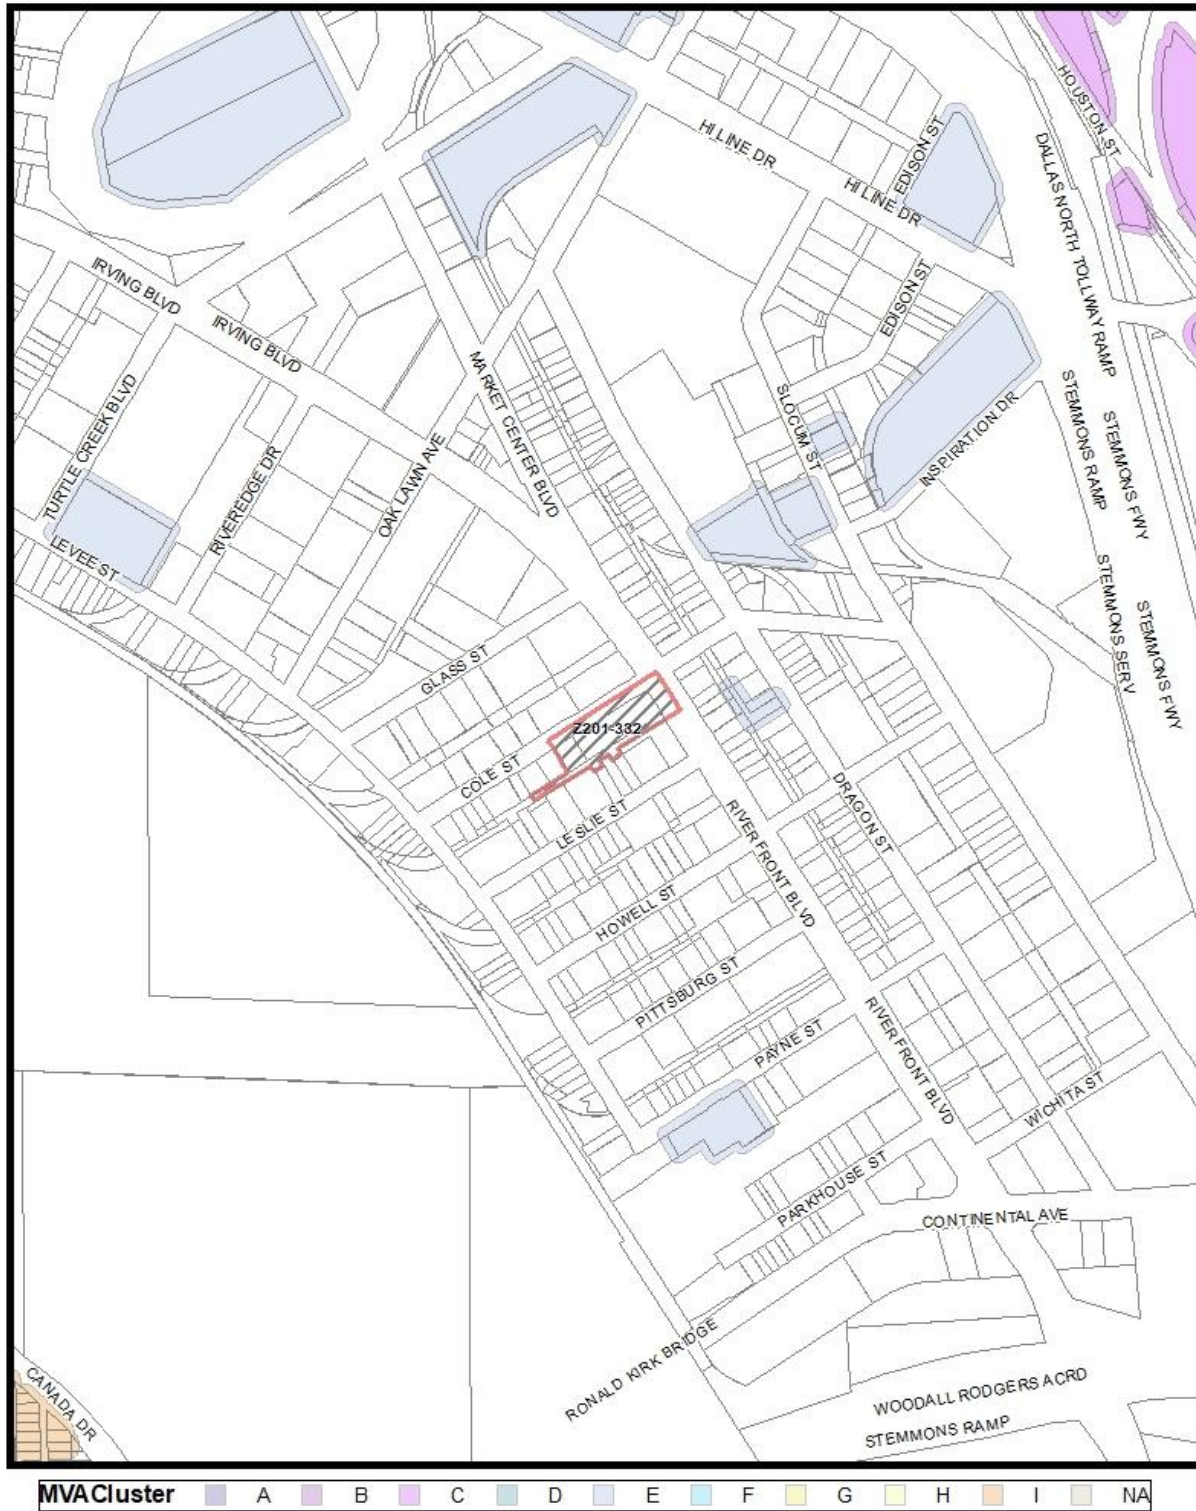 HOUSTON ST
HI LINE DR
EDISON ST
DALLAS NORTH TOLLWAY RAMP
HI LINE DR
IRVING BLVD
EDISON ST
IRVING BLVD
MARKET CENTER BLVD
STEMMONS RAMP
STEMMONS FWY
TURTLE CREEK BLVD
SLOCUM ST
INSPIRATION DR
OAK LAWN AVE
RIVEREDGE DR
LEVEE ST
STEMMONS SERV
STEMMONS FWY
GLASS ST
Z201-332
COLE ST
LESLIE ST
RIVERFRONT BLVD
DRAGON ST
HOWELL ST
PITTSBURG ST
PAYNE ST
RIVERFRONT BLVD
WICHITA ST
PARKHOUSE ST
CONTINENTAL AVE
RONALD KIRK BRIDGE
CANADA DR
WOODALL RODGERS ACRD
STEMMONS RAMP
MVACluster A B C D E F G H I NA